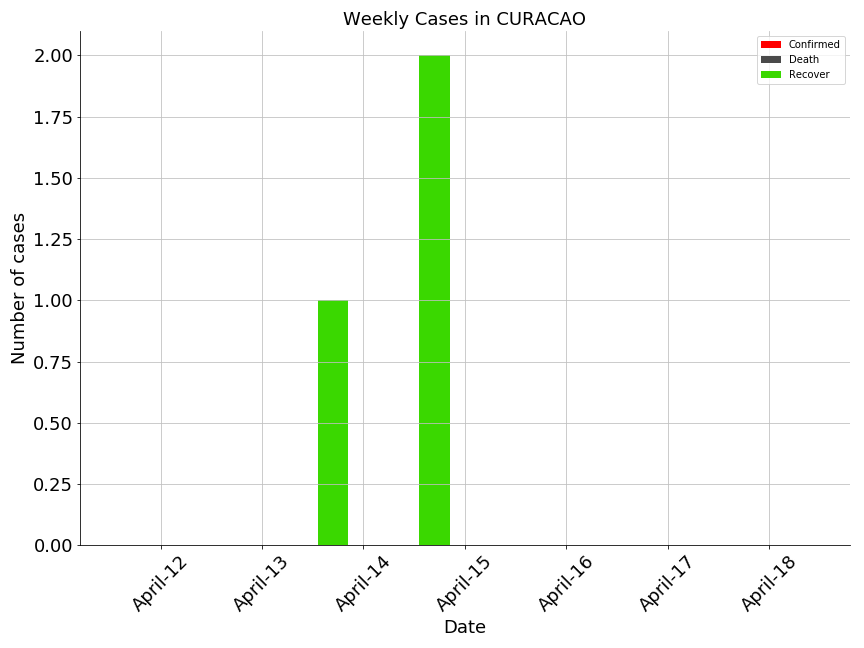 Weekly Cases in CURACAO
Confirmed
Death
Recover
Number of cases
2.00
1.75
1.50
1.25
1.00
0.75
0.50
0.25
0.00
April-12
April-13
April-14
April-15
April-16
April-17
April-18
Date